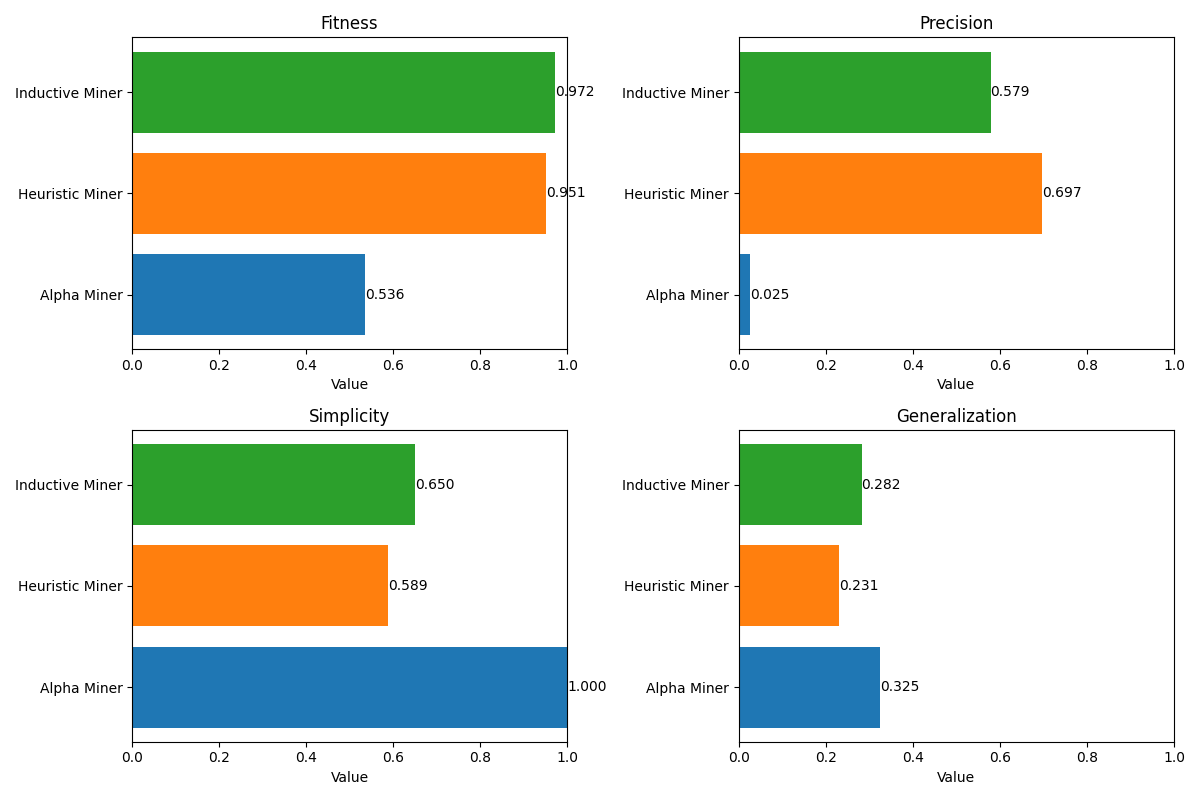 Fitness
Inductive Miner
0.972
Heuristic Miner
0.951
Alpha Miner
0.536
0.0 0.2 0.4 0.6 0.8 1.0
Value
Precision
Inductive Miner
0.579
Heuristic Miner
0.697
Alpha Miner
0.025
0.0 0.2 0.4 0.6 0.8 1.0
Value
Simplicity
Inductive Miner
0.650
Heuristic Miner
0.589
Alpha Miner
1.000
0.0 0.2 0.4 0.6 0.8 1.0
Value
Generalization
Inductive Miner
0.282
Heuristic Miner
0.231
Alpha Miner
0.325
0.0 0.2 0.4 0.6 0.8 1.0
Value